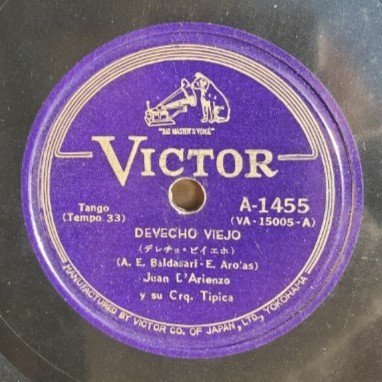 "HIS MASTER'S VOICE"
VICTOR
Tango
(Tempo 33)
A-1455
(VA-15005-A)
DEVECHO VIEJO
(デレチョ・ビイエホ)
(A. E. Baldasari-E. Aro'as)
Juan D'Arienzo
y su Crq. Tipica
MANUFACTURED BY VICTOR CO. OF JAPAN, LTD., YOKOHAMA